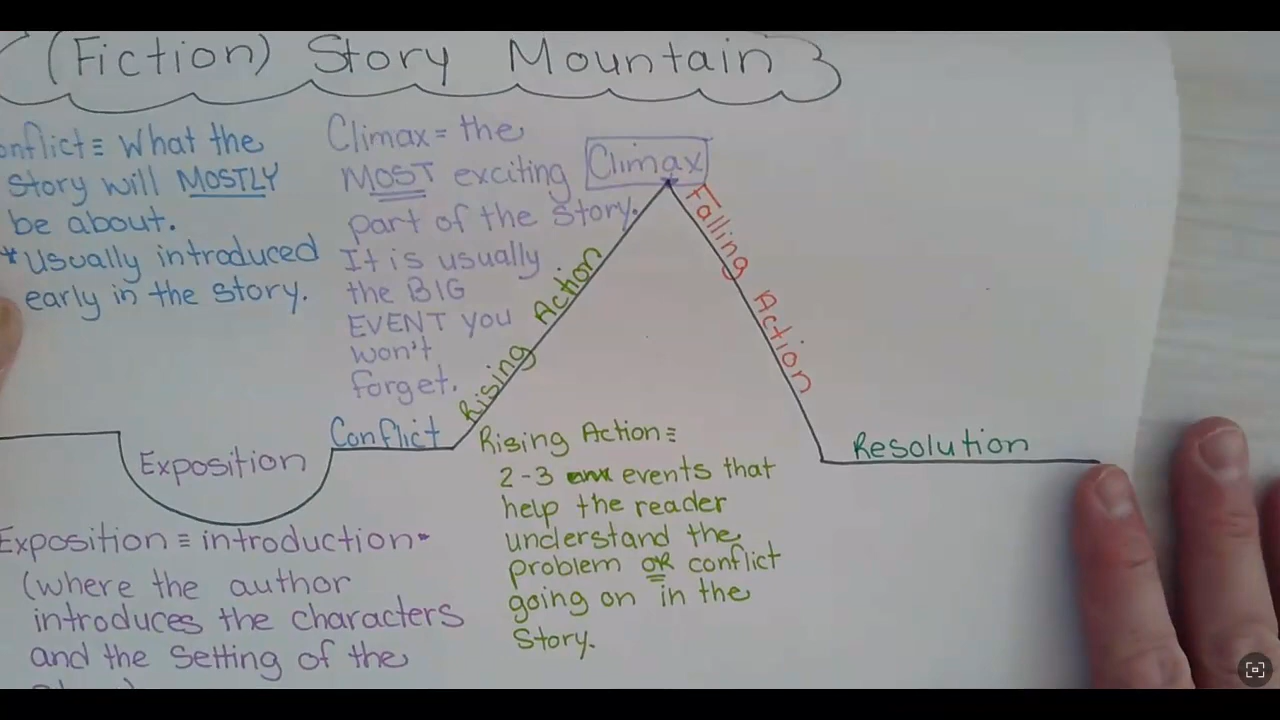 (Fiction) Story Mountain
onflict = What the
story will MOSTLY
be about.
* Usually introduced
early in the story.
Climax = the
MOST exciting
part of the story.
It is usually
the BIG
EVENT you
won't
forget.
Climax
Rising Action
Falling Action
Exposition
Conflict
Resolution
Exposition = introduction
(where the author
introduces the characters
and the setting of the
Rising Action =
2-3 events that
help the reader
understand the
problem OR conflict
going on in the
story.